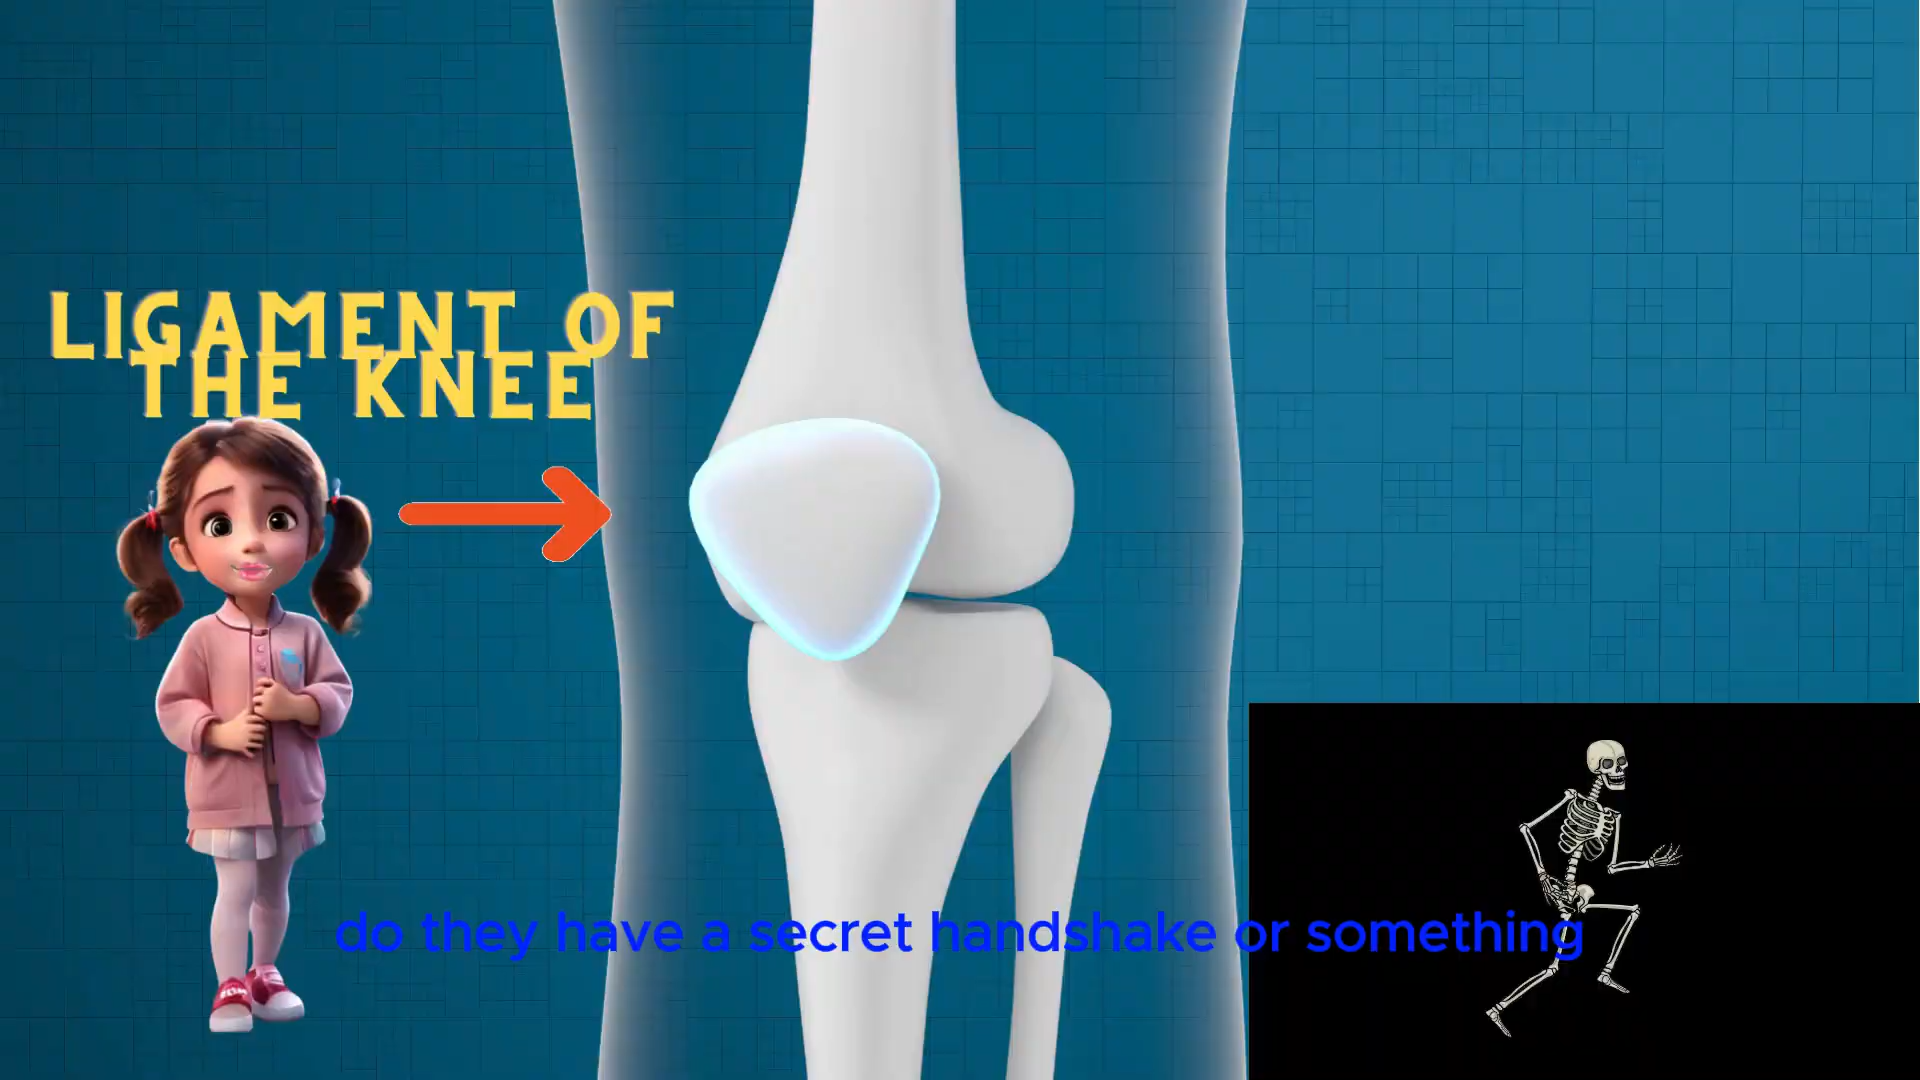 LIGAMENT OF
THE KNEE
do they have a secret handshake or something